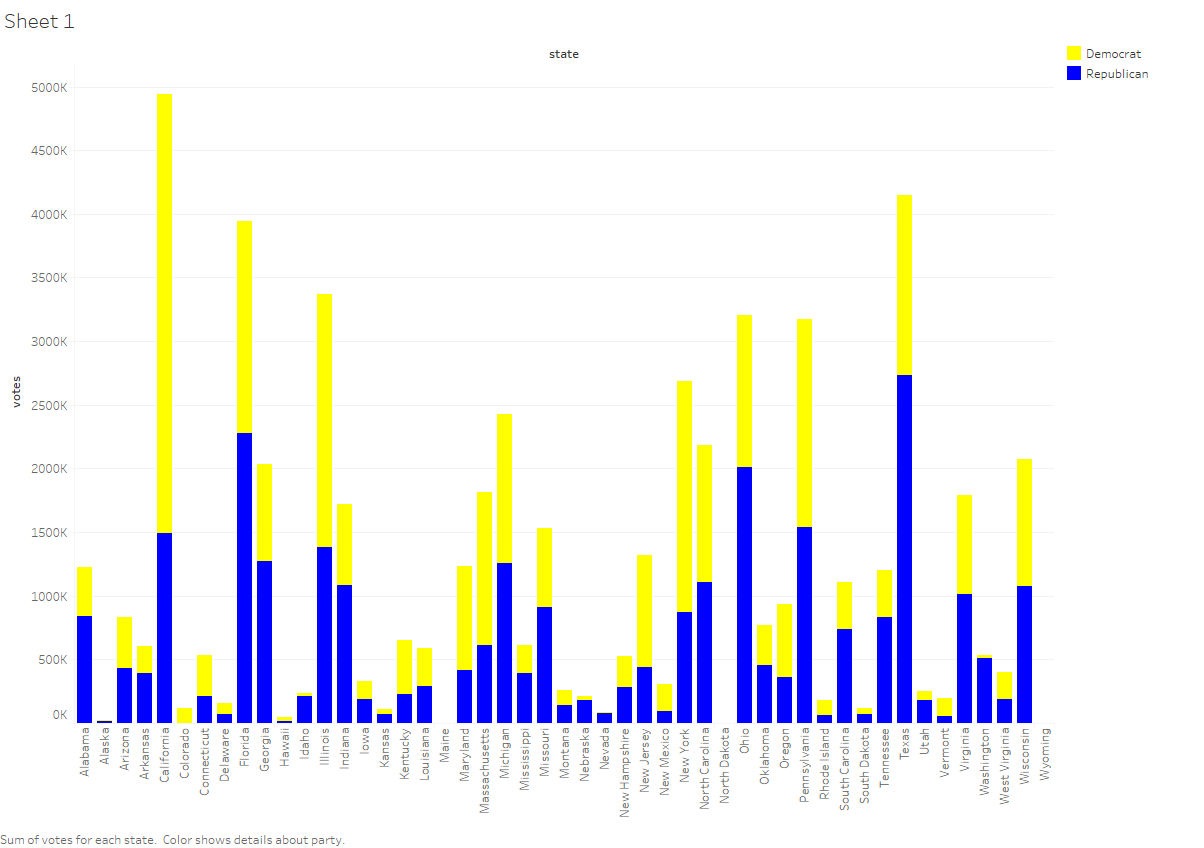 Sheet 1
state
Democrat
Republican
5000K
4500K
4000K
3500K
3000K
2500K
2000K
1500K
1000K
500K
0K
votes
Alabama
Alaska
Arizona
Arkansas
California
Colorado
Connecticut
Delaware
Florida
Georgia
Hawaii
Idaho
Illinois
Indiana
Iowa
Kansas
Kentucky
Louisiana
Maine
Maryland
Massachusetts
Michigan
Mississippi
Missouri
Montana
Nebraska
Nevada
New Hampshire
New Jersey
New Mexico
New York
North Carolina
North Dakota
Ohio
Oklahoma
Oregon
Pennsylvania
Rhode Island
South Carolina
South Dakota
Tennessee
Texas
Utah
Vermont
Virginia
Washington
West Virginia
Wisconsin
Wyoming
Sum of votes for each state. Color shows details about party.